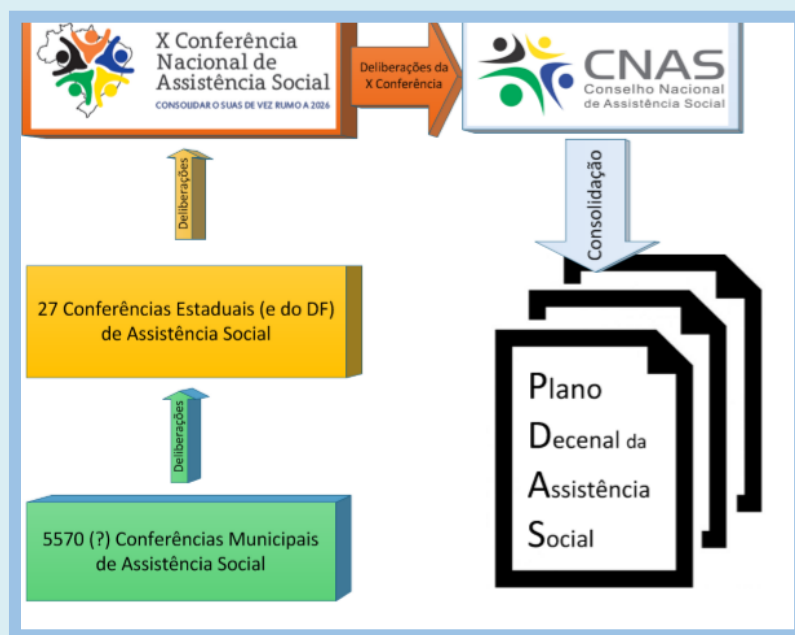 X Conferência
Nacional de
Assistência Social
CONSOLIDAR O SUAS DE VEZ RUMO A 2026
Deliberações da
X Conferência
CNAS
Conselho Nacional
de Assistência Social
Deliberações
Consolidação
27 Conferências Estaduais (e do DF)
de Assistência Social
Deliberações
5570 (?) Conferências Municipais
de Assistência Social
Plano
Decenal da
Assistência
Social